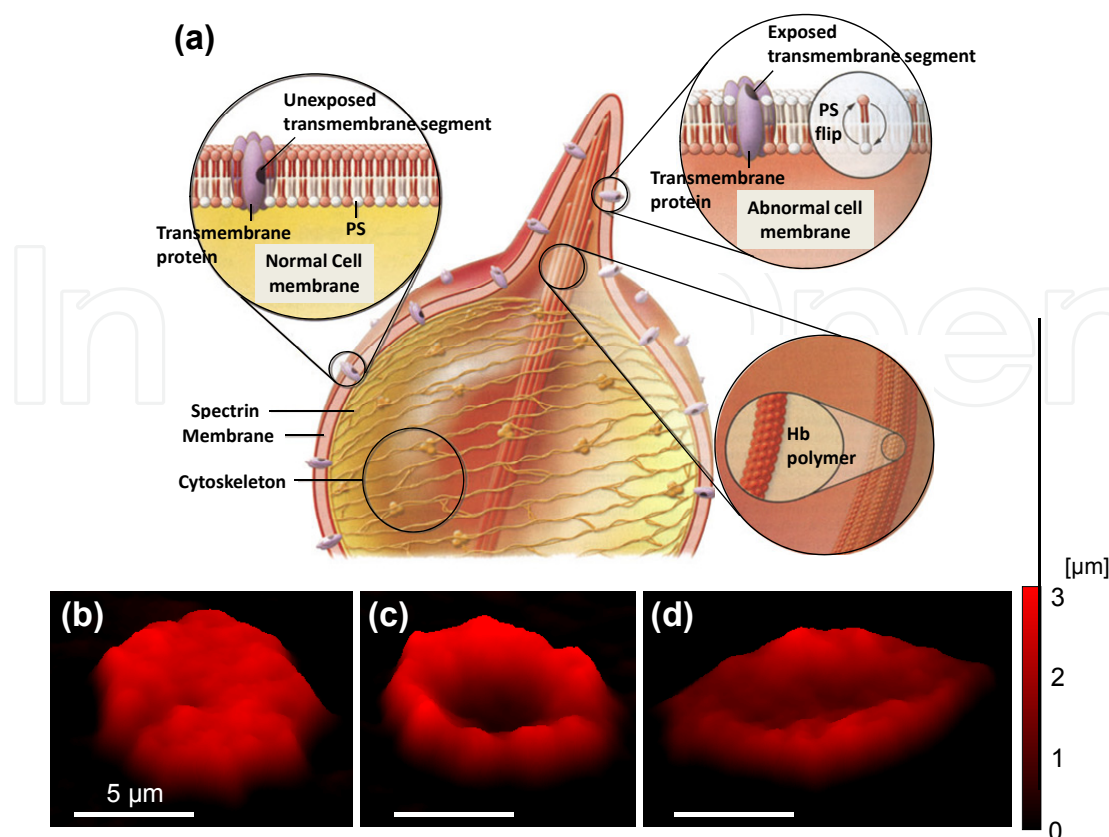 (a)
Unexposed
transmembrane segment
Transmembrane
protein
PS
Normal Cell
membrane
Exposed
transmembrane segment
PS
flip
Transmembrane
protein
Abnormal cell
membrane
Spectrin
Membrane
Cytoskeleton
Hb
polymer
(b)
5 µm
(c)
(d)
[µm]
3
2
1
0